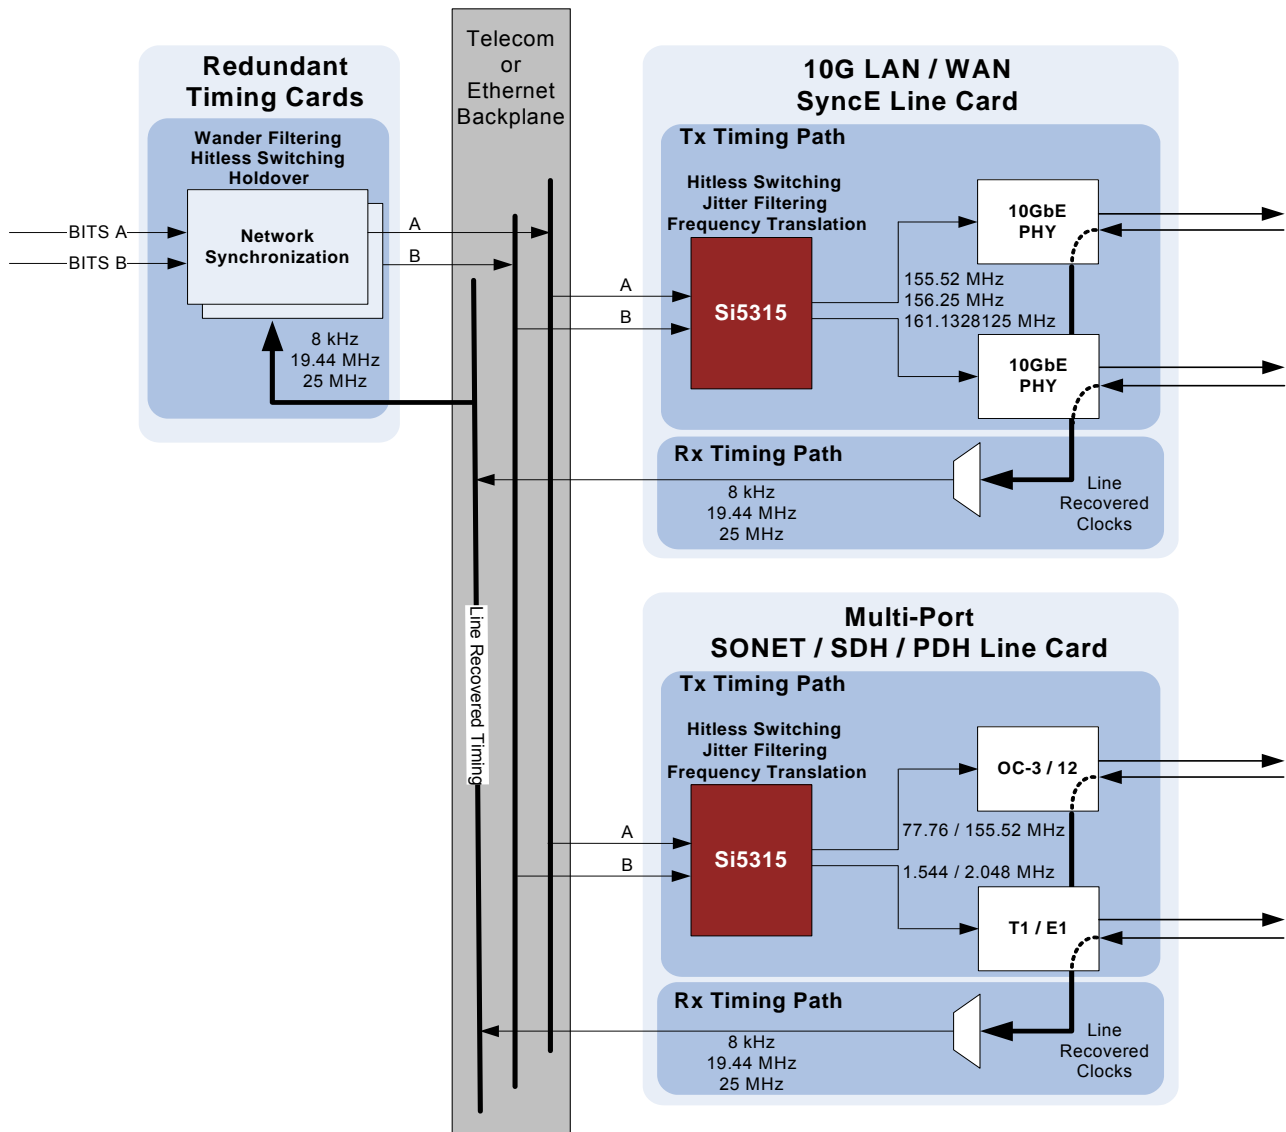 Redundant
Timing Cards
Wander Filtering
Hitless Switching
Holdover
BITS A
BITS B
Network
Synchronization
A
B
8 kHz
19.44 MHz
25 MHz
Telecom
or
Ethernet
Backplane
Line Recovered Timing
10G LAN / WAN
SyncE Line Card
Tx Timing Path
Hitless Switching
Jitter Filtering
Frequency Translation
A
B
Si5315
155.52 MHz
156.25 MHz
161.1328125 MHz
10GbE
PHY
10GbE
PHY
Rx Timing Path
8 kHz
19.44 MHz
25 MHz
Line
Recovered
Clocks
Multi-Port
SONET / SDH / PDH Line Card
Tx Timing Path
Hitless Switching
Jitter Filtering
Frequency Translation
A
B
Si5315
77.76 / 155.52 MHz
1.544 / 2.048 MHz
OC-3 / 12
T1 / E1
Rx Timing Path
8 kHz
19.44 MHz
25 MHz
Line
Recovered
Clocks